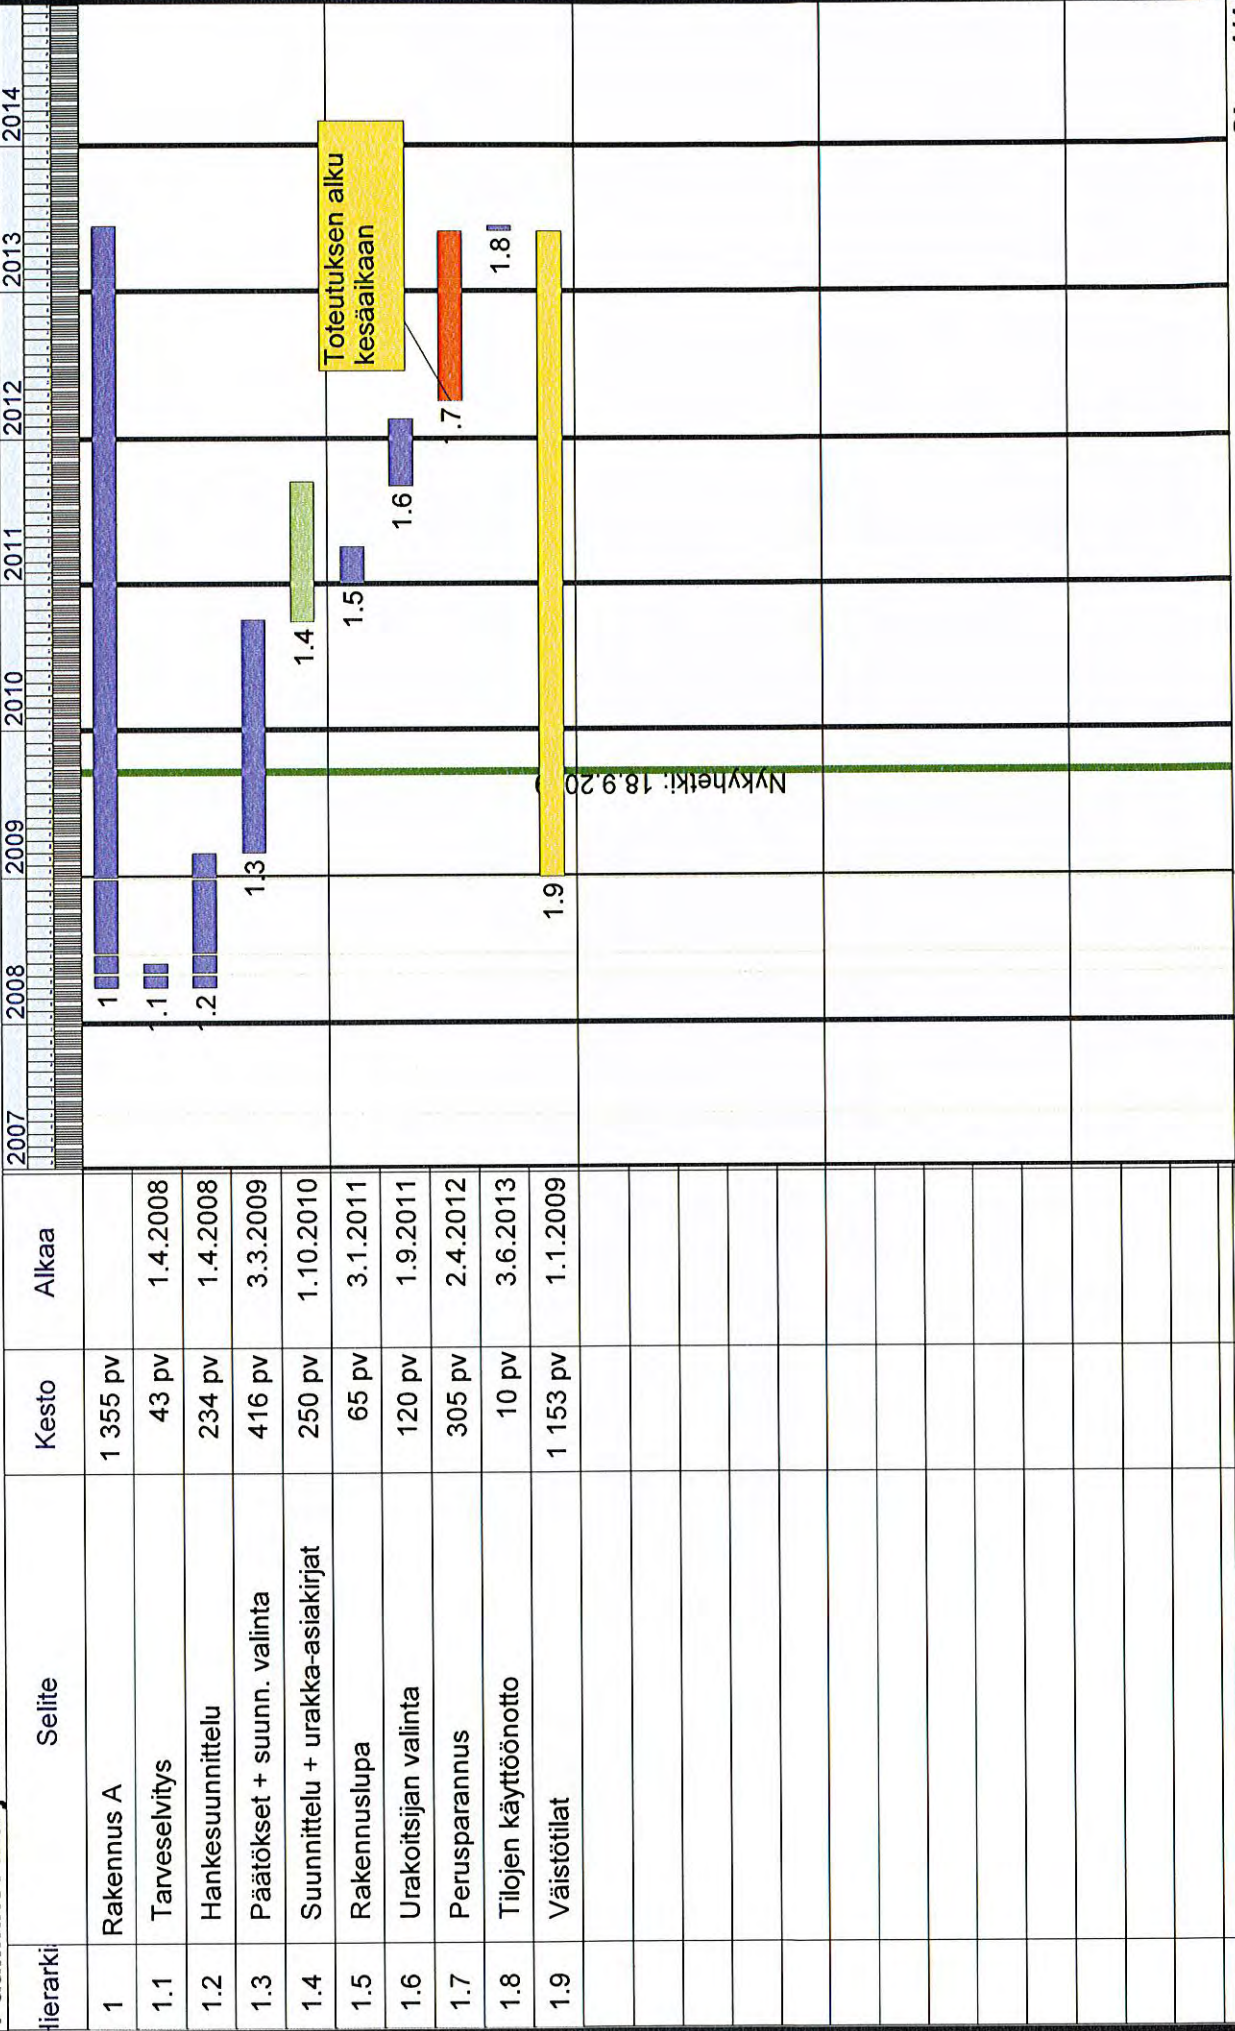 Hierarki Selite Kesto Alkaa 2007 2008 2009 2010 2011 2012 2013 2014
1 Rakennus A 1 355 pv
1.1 Tarveselvitys 43 pv 1.4.2008
1.2 Hankesuunnittelu 234 pv 1.4.2008
1.3 Päätökset + suunn. valinta 416 pv 3.3.2009
1.4 Suunnittelu + urakka-asiakirjat 250 pv 1.10.2010
1.5 Rakennuslupa 65 pv 3.1.2011
1.6 Urakoitsijan valinta 120 pv 1.9.2011
1.7 Perusparannus 305 pv 2.4.2012
1.8 Tilojen käyttöönotto 10 pv 3.6.2013
1.9 Väistötilat 1 153 pv 1.1.2009
1
.1
.2
1.3
1.4
1.5
1.6
.7
1.8
1.9
Toteutuksen alku
kesäaikaan
Nykyhetki: 18.9.2009